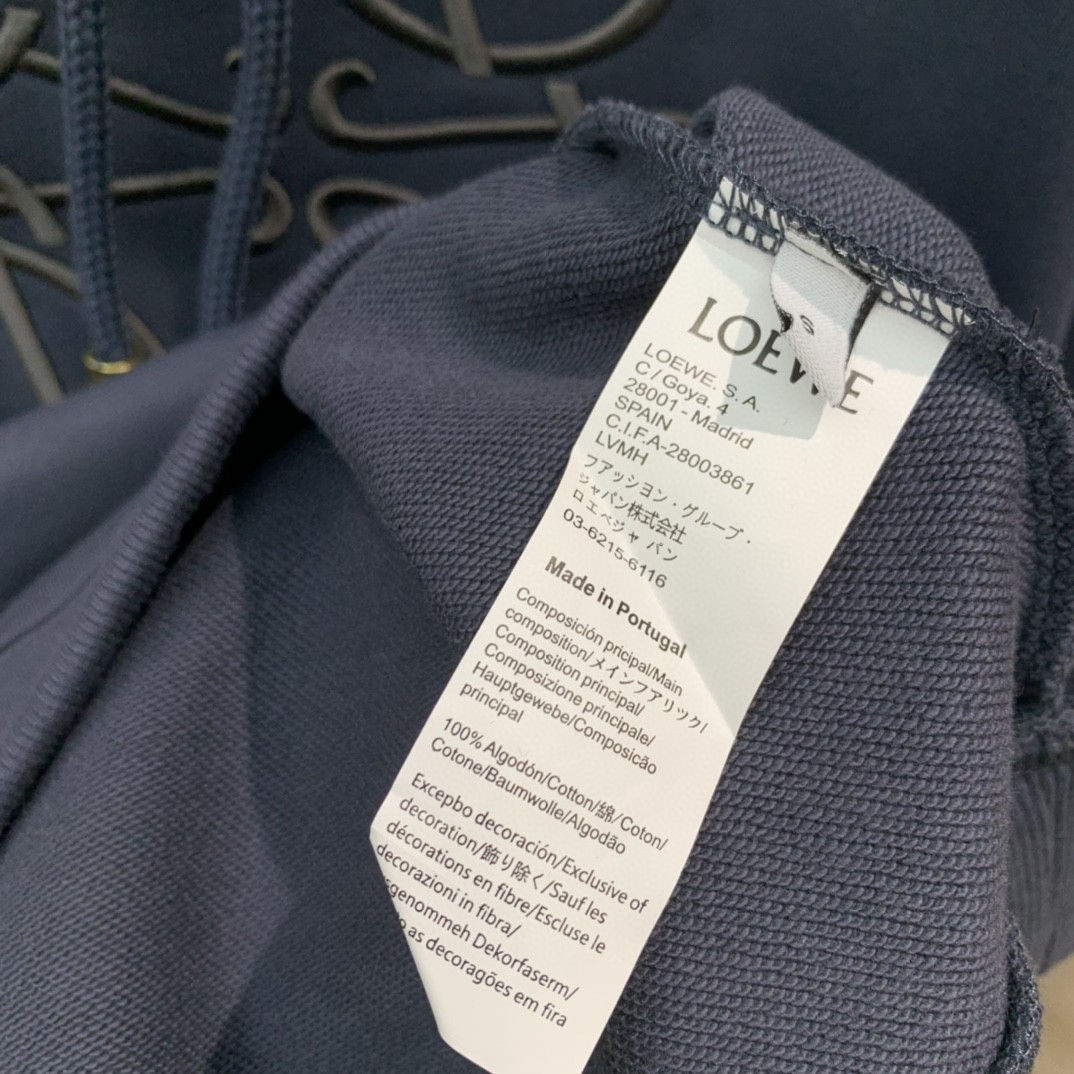 S
LOEWE
LOEWE. S. A.
C / Goya, 4
28001 - Madrid
SPAIN
C.I.F.A-28003861
LVMH
ファッション・グループ・
ジャパン株式会社
ロエベジャパン
03-6215-6116
Made in Portugal
Composición pricipal/Main
composition/メインフアリック/
Composition principal/
Composizione principale/
Hauptgewebe/Composicão
principal
100% Algodón/Cotton/綿/Coton/
Cotone/Baumwolle/Algodão
Excepbo decoración/Exclusive of
decoration/飾り除く/Sauf les
décorations en fibre/Escluse le
decorazioni in fibra/
sgenommeh Dekorfaserm/
o as decoragões em fira